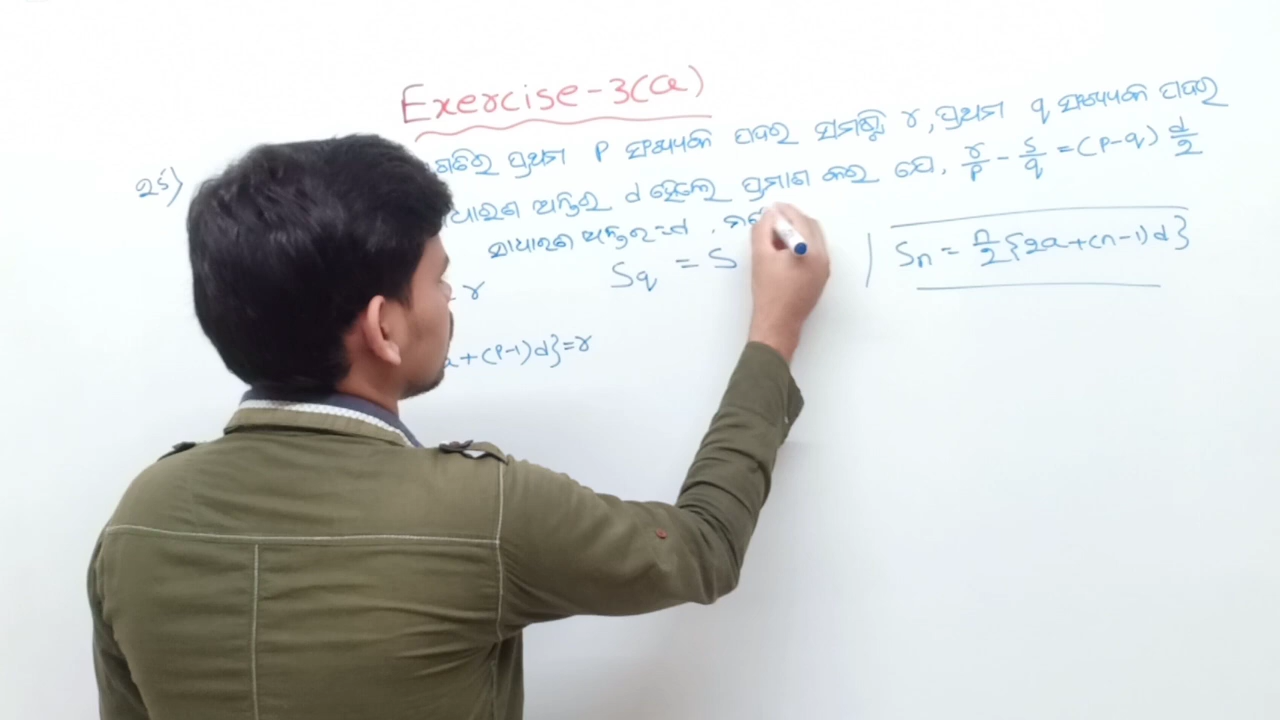 Exercise-3(a)
25) ପ୍ରଥମ p ସଂଖ୍ୟକ ପଦର ସମଷ୍ଟି r, ପ୍ରଥମ q ସଂଖ୍ୟକ ପଦର
ସାଧାରଣ ଅନ୍ତର d ହେଲେ ପ୍ରମାଣ କର ଯେ, r/p - s/q = (p-q) d/2
ସାଧାରଣ ଅନ୍ତର = d,
= r
Sq = S
Sn = n/2 {2a+(n-1)d}
a+(p-1)d}=r